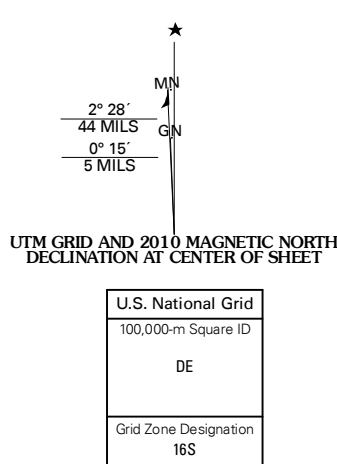 ★
MN
2° 28´
44 MILS
GN
0° 15´
5 MILS
UTM GRID AND 2010 MAGNETIC NORTH
DECLINATION AT CENTER OF SHEET
U.S. National Grid
100,000-m Square ID
DE
Grid Zone Designation
16S